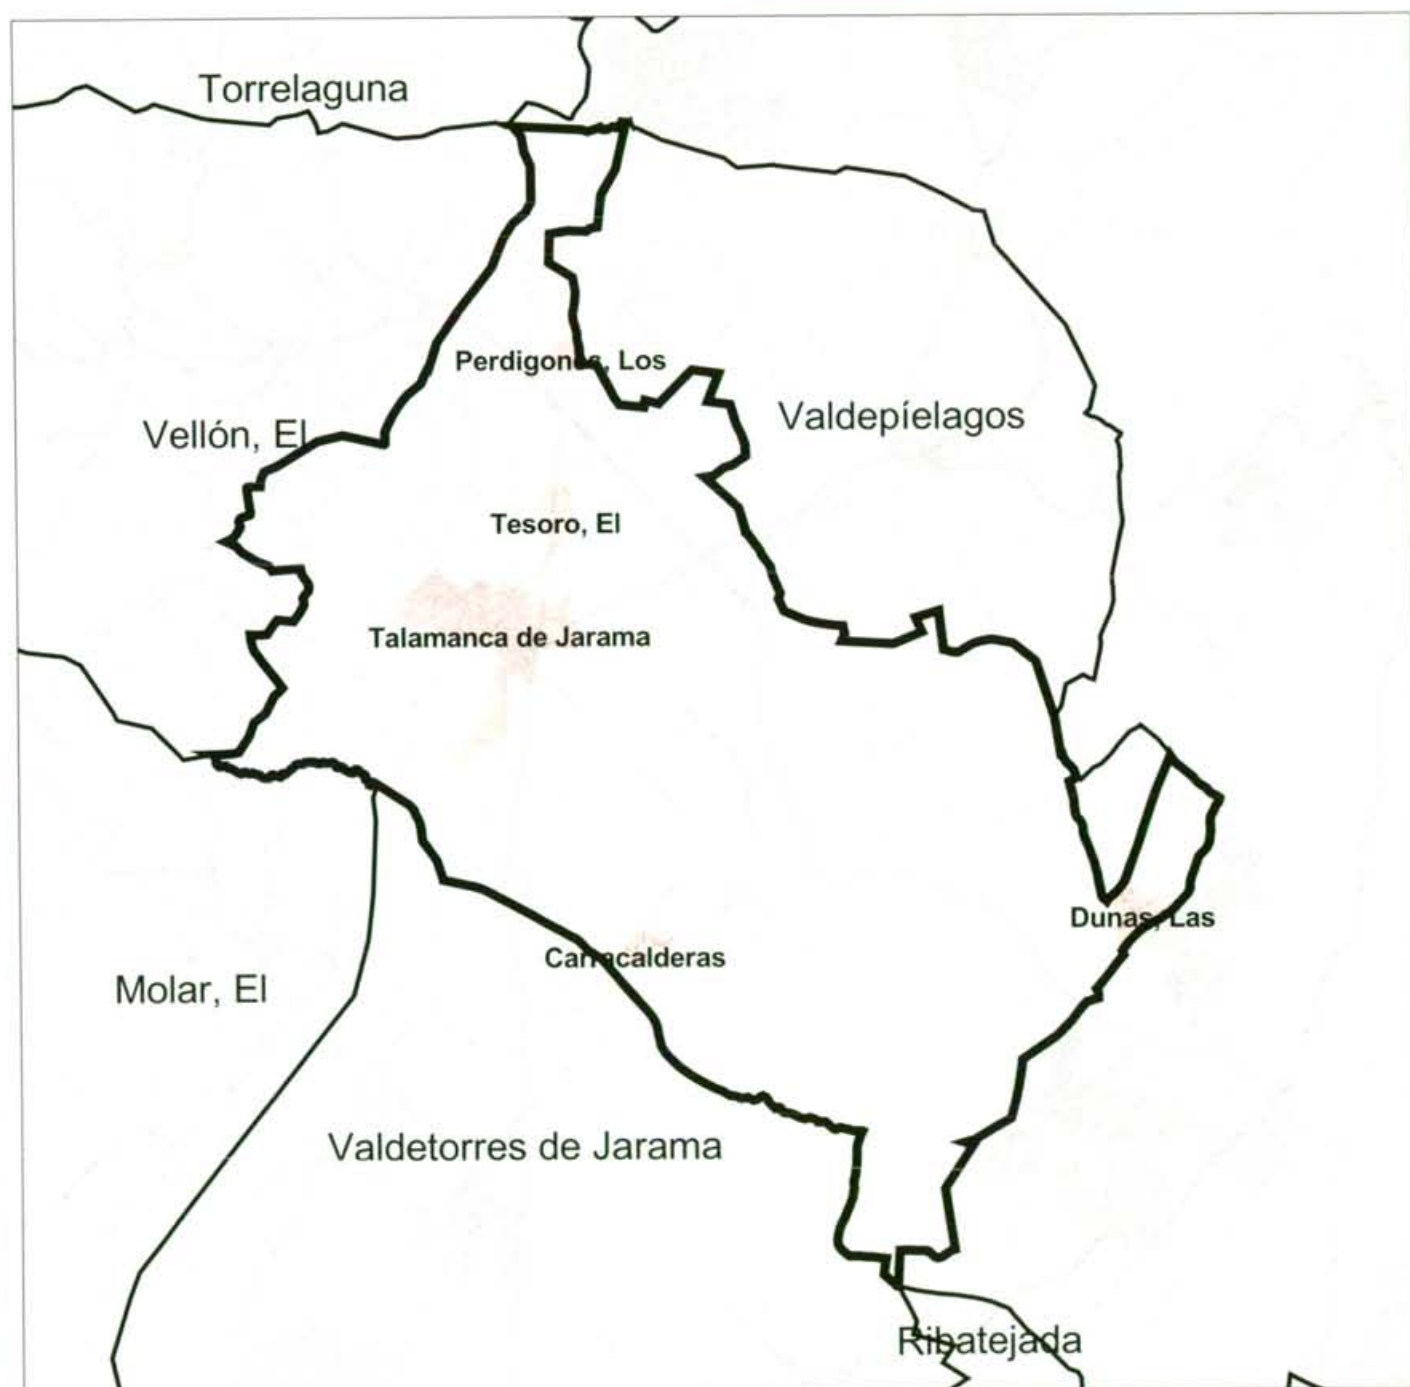 Torrelaguna
Perdigones, Los
Valdepíelagos
Vellón, El
Tesoro, El
Talamanca de Jarama
Dunas, Las
Carracalderas
Molar, El
Valdetorres de Jarama
Ribatejada